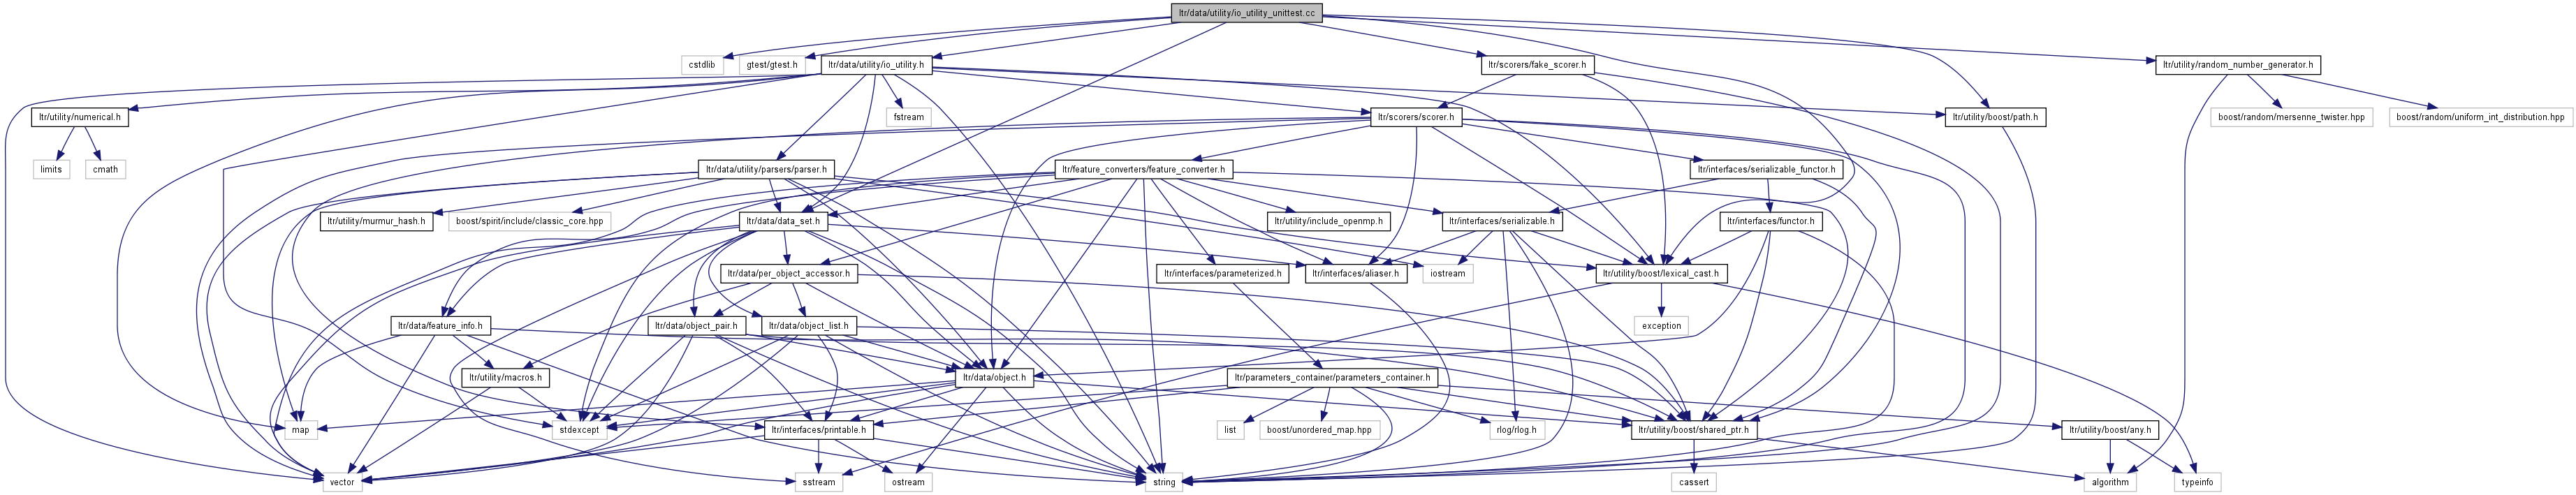 ltr/data/utility/io_utility_unittest.cc
cstdlib
gtest/gtest.h
ltr/data/utility/io_utility.h
ltr/scorers/fake_scorer.h
ltr/utility/random_number_generator.h
ltr/utility/numerical.h
fstream
ltr/scorers/scorer.h
ltr/utility/boost/path.h
boost/random/mersenne_twister.hpp
boost/random/uniform_int_distribution.hpp
limits
cmath
ltr/data/utility/parsers/parser.h
ltr/feature_converters/feature_converter.h
ltr/interfaces/serializable_functor.h
ltr/utility/murmur_hash.h
boost/spirit/include/classic_core.hpp
ltr/data/data_set.h
ltr/utility/include_openmp.h
ltr/interfaces/serializable.h
ltr/interfaces/functor.h
ltr/data/per_object_accessor.h
ltr/interfaces/parameterized.h
ltr/interfaces/aliaser.h
iostream
ltr/utility/boost/lexical_cast.h
ltr/data/feature_info.h
ltr/data/object_pair.h
ltr/data/object_list.h
exception
ltr/utility/macros.h
ltr/data/object.h
ltr/parameters_container/parameters_container.h
map
stdexcept
ltr/interfaces/printable.h
list
boost/unordered_map.hpp
rlog/rlog.h
ltr/utility/boost/shared_ptr.h
ltr/utility/boost/any.h
vector
sstream
ostream
string
cassert
algorithm
typeinfo